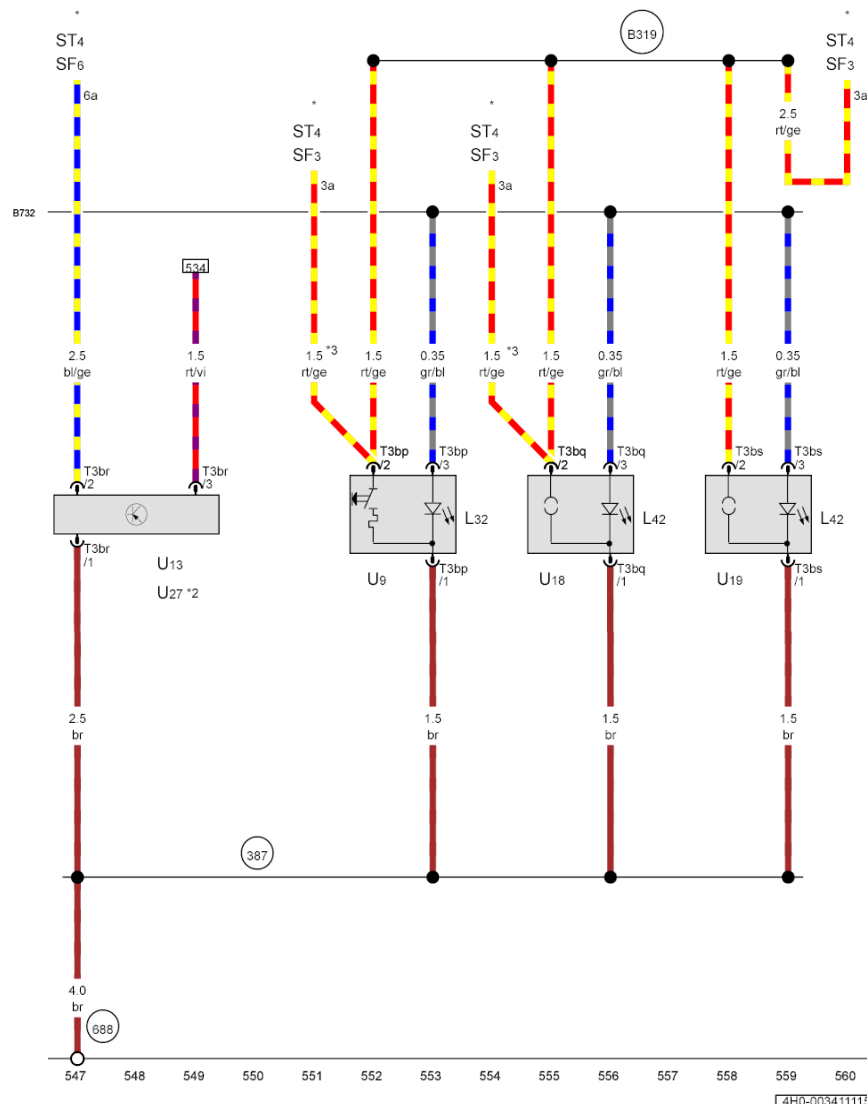 *
ST4
SF6
6a
B319
*
ST4
SF3
3a
*
ST4
SF3
3a
*
ST4
SF3
3a
2.5
rt/ge
B732
534
2.5
bl/ge
1.5
rt/vi
1.5 *3
rt/ge
1.5
rt/ge
0.35
gr/bl
1.5 *3
rt/ge
1.5
rt/ge
0.35
gr/bl
1.5
rt/ge
0.35
gr/bl
T3br
/2
T3br
/3
T3bp
/2
T3bp
/3
T3bq
/2
T3bq
/3
T3bs
/2
T3bs
/3
L32
L42
L42
T3br
/1
U13
U27 *2
U9
T3bp
/1
U18
T3bq
/1
U19
T3bs
/1
2.5
br
1.5
br
1.5
br
1.5
br
387
4.0
br
688
547 548 549 550 551 552 553 554 555 556 557 558 559 560